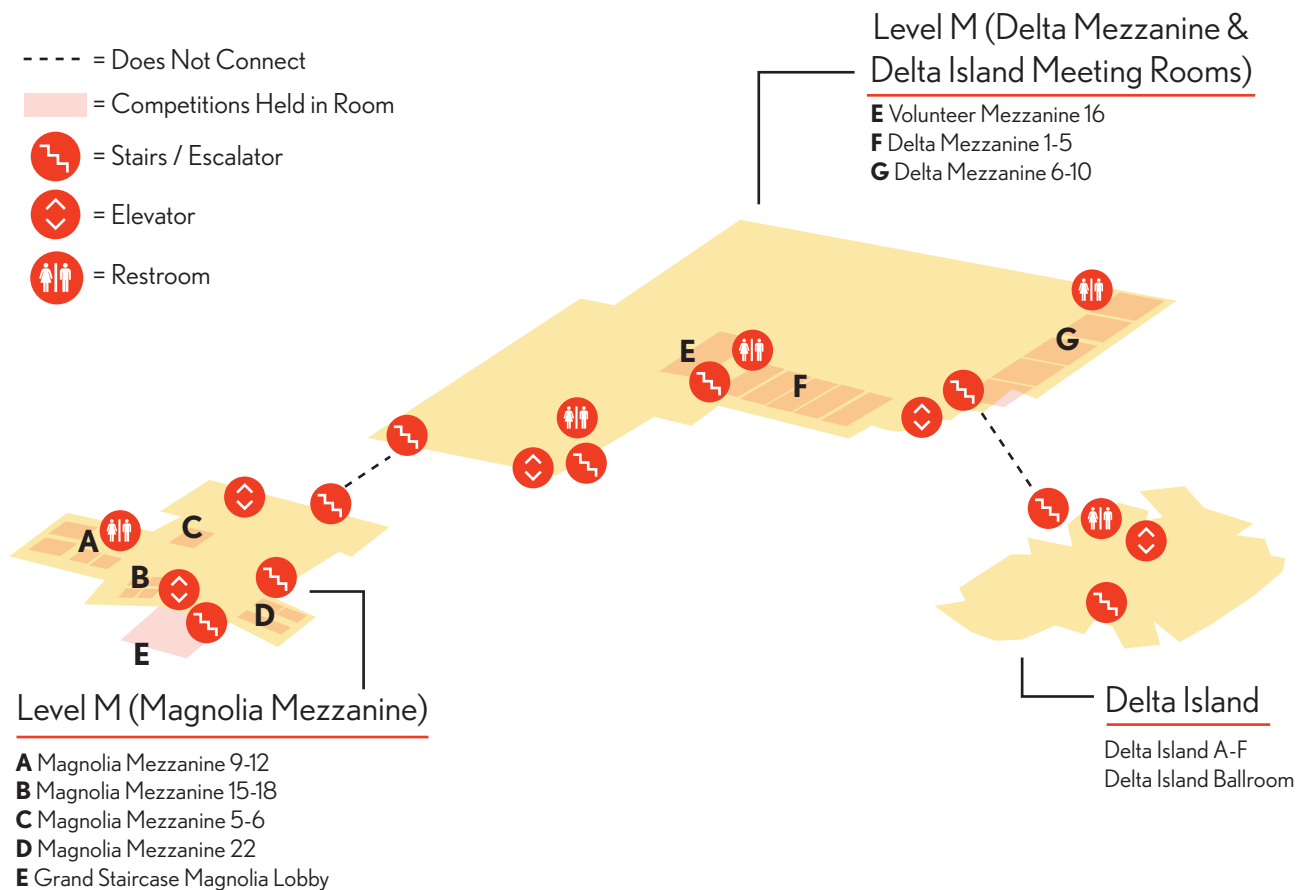 ---- = Does Not Connect
= Competitions Held in Room
= Stairs / Escalator
= Elevator
= Restroom
Level M (Delta Mezzanine &
Delta Island Meeting Rooms)
E Volunteer Mezzanine 16
F Delta Mezzanine 1-5
G Delta Mezzanine 6-10
E
F
G
A
B
C
D
E
Level M (Magnolia Mezzanine)
A Magnolia Mezzanine 9-12
B Magnolia Mezzanine 15-18
C Magnolia Mezzanine 5-6
D Magnolia Mezzanine 22
E Grand Staircase Magnolia Lobby
Delta Island
Delta Island A-F
Delta Island Ballroom